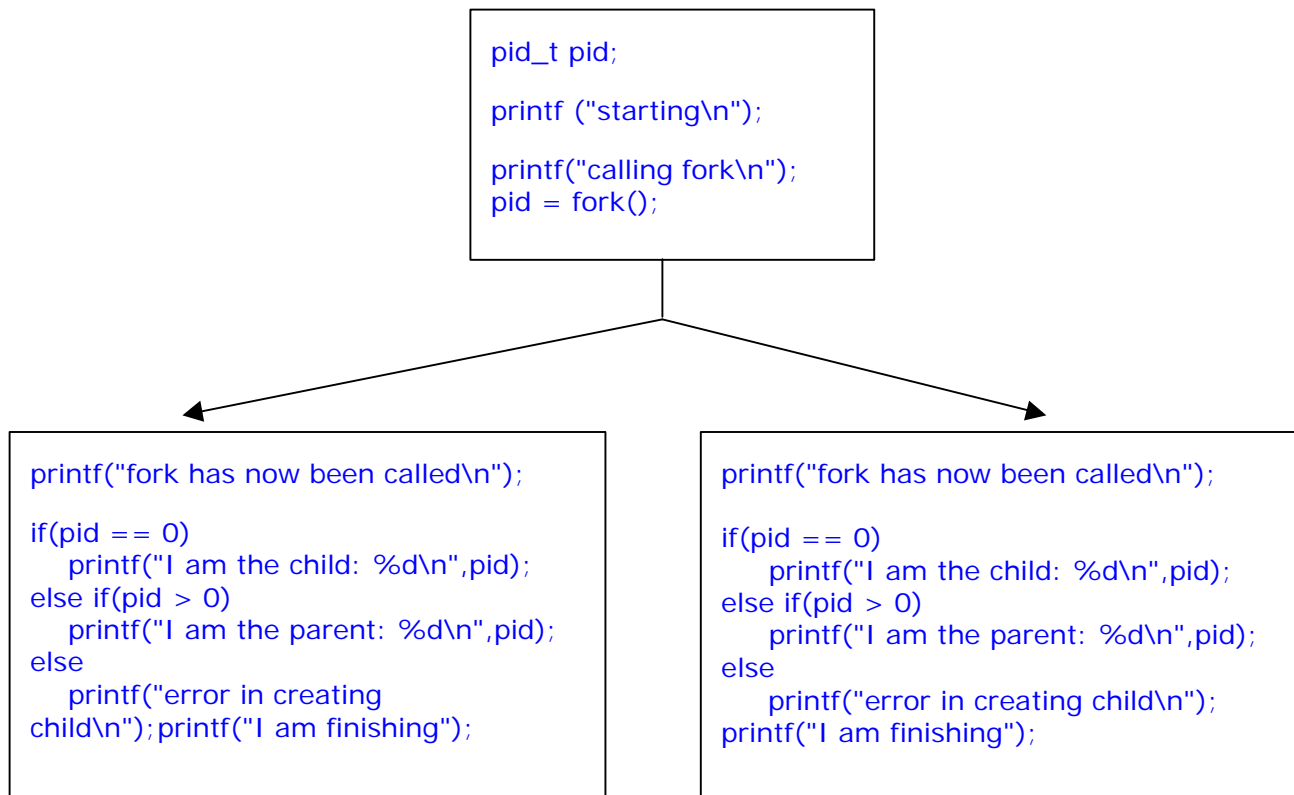 pid_t pid;
printf ("starting\n");
printf("calling fork\n");
pid = fork();
printf("fork has now been called\n");
if(pid == 0)
printf("I am the child: %d\n",pid);
else if(pid > 0)
printf("I am the parent: %d\n",pid);
else
printf("error in creating
child\n");printf("I am finishing");
printf("fork has now been called\n");
if(pid == 0)
printf("I am the child: %d\n",pid);
else if(pid > 0)
printf("I am the parent: %d\n",pid);
else
printf("error in creating child\n");
printf("I am finishing");